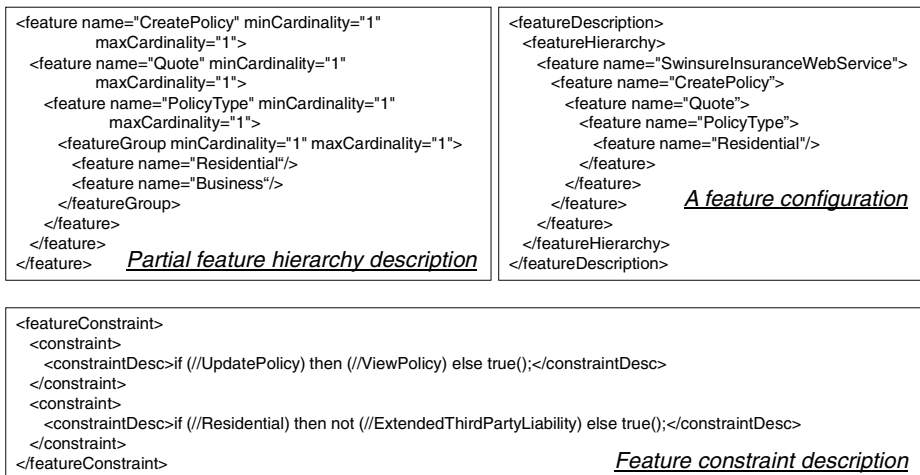 <feature name="CreatePolicy" minCardinality="1"
maxCardinality="1">
<feature name="Quote" minCardinality="1"
maxCardinality="1">
<feature name="PolicyType" minCardinality="1"
maxCardinality="1">
<featureGroup minCardinality="1" maxCardinality="1">
<feature name="Residential“/>
<feature name="Business“/>
</featureGroup>
</feature>
</feature>
</feature>
Partial feature hierarchy description
<featureDescription>
<featureHierarchy>
<feature name="SwinsureInsuranceWebService">
<feature name="CreatePolicy”>
<feature name="Quote”>
<feature name="PolicyType”>
<feature name="Residential"/>
</feature>
</feature>
</feature>
</feature>
</featureHierarchy>
</featureDescription>
A feature configuration
<featureConstraint>
<constraint>
<constraintDesc>if (//UpdatePolicy) then (//ViewPolicy) else true();</constraintDesc>
</constraint>
<constraint>
<constraintDesc>if (//Residential) then not (//ExtendedThirdPartyLiability) else true();</constraintDesc>
</constraint>
</featureConstraint>
Feature constraint description